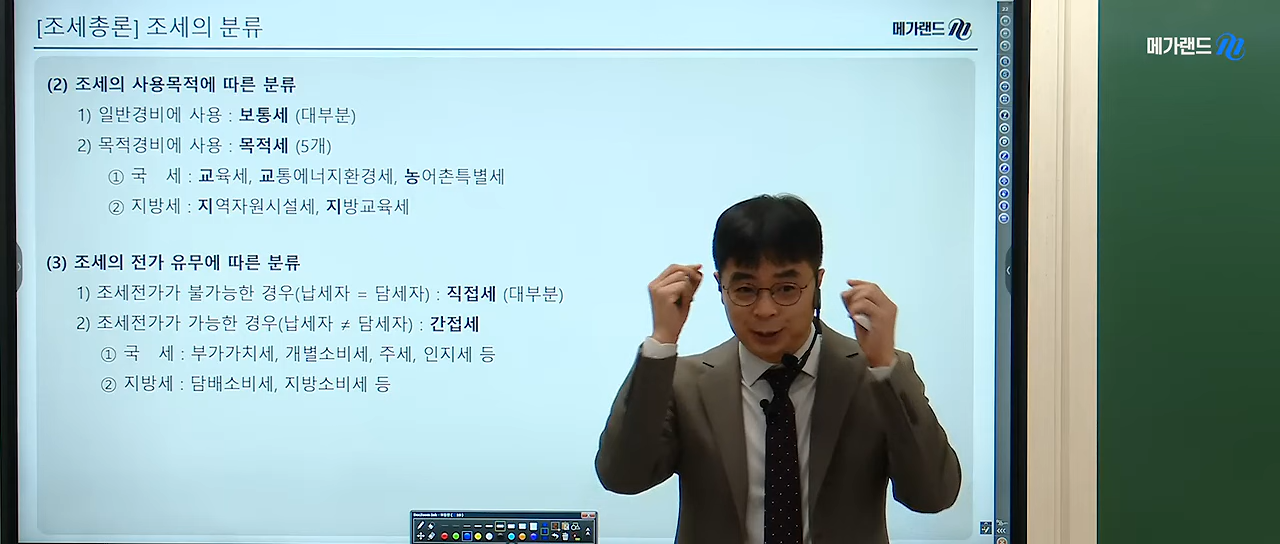 [조세총론] 조세의 분류
메가랜드
메가랜드
(2) 조세의 사용목적에 따른 분류
1) 일반경비에 사용 : 보통세 (대부분)
2) 목적경비에 사용 : 목적세 (5개)
① 국 세 : 교육세, 교통에너지환경세, 농어촌특별세
② 지방세 : 지역자원시설세, 지방교육세
(3) 조세의 전가 유무에 따른 분류
1) 조세전가가 불가능한 경우(납세자 = 담세자) : 직접세 (대부분)
2) 조세전가가 가능한 경우(납세자 ≠ 담세자) : 간접세
① 국 세 : 부가가치세, 개별소비세, 주세, 인지세 등
② 지방세 : 담배소비세, 지방소비세 등